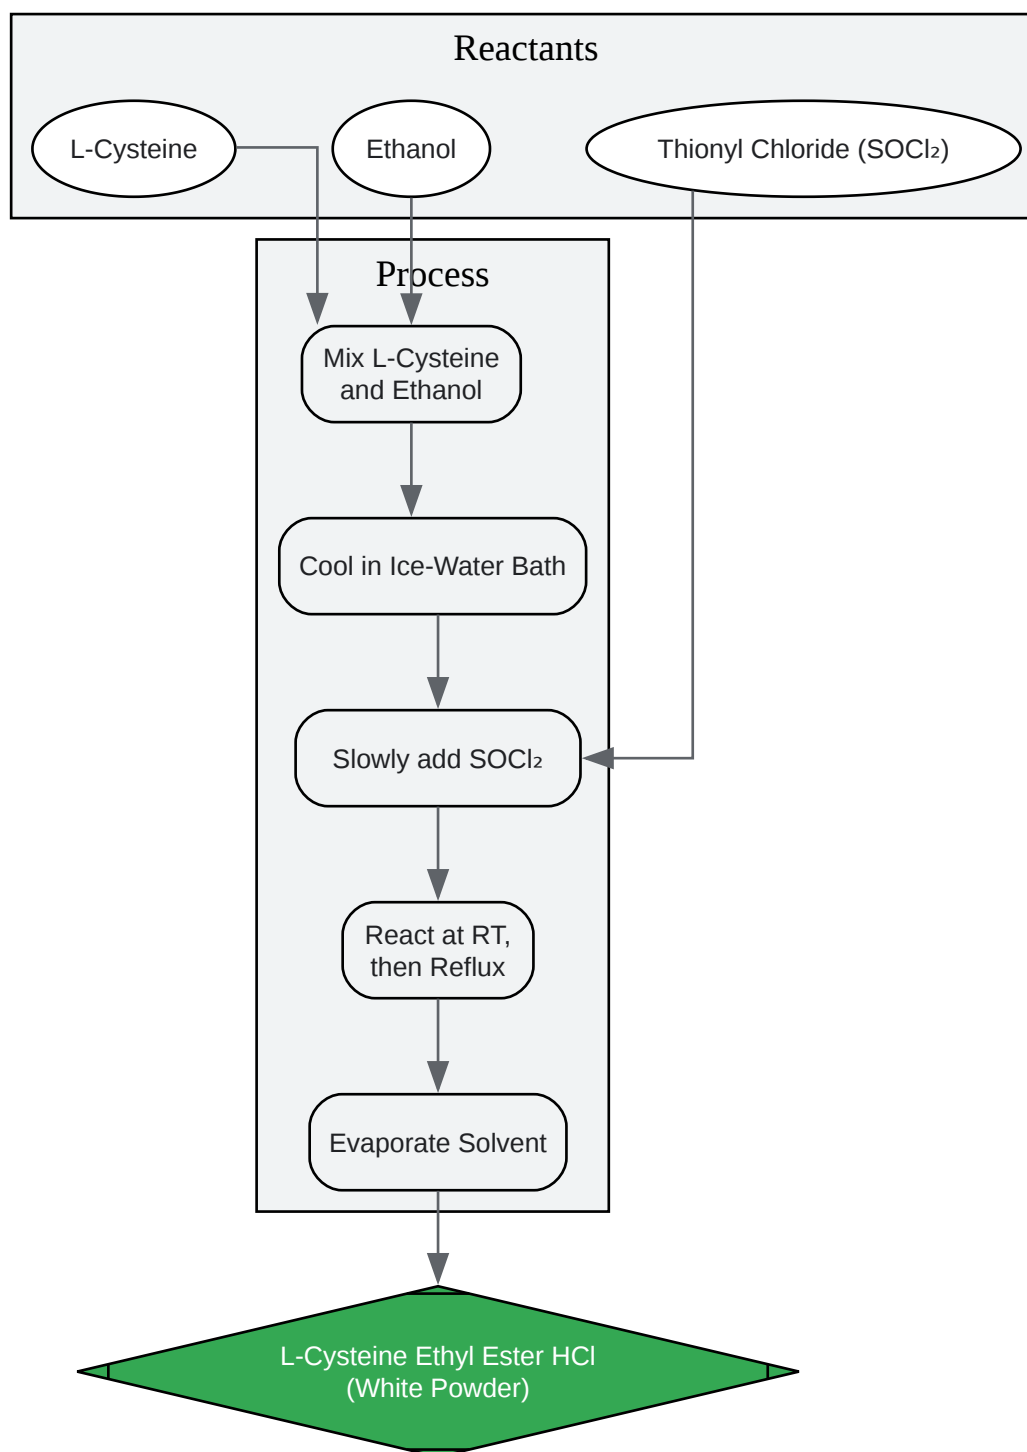 Reactants
L-Cysteine
Ethanol
Thionyl Chloride (SOCl₂)
Process
Mix L-Cysteine
and Ethanol
Cool in Ice-Water Bath
Slowly add SOCl₂
React at RT,
then Reflux
Evaporate Solvent
L-Cysteine Ethyl Ester HCl
(White Powder)